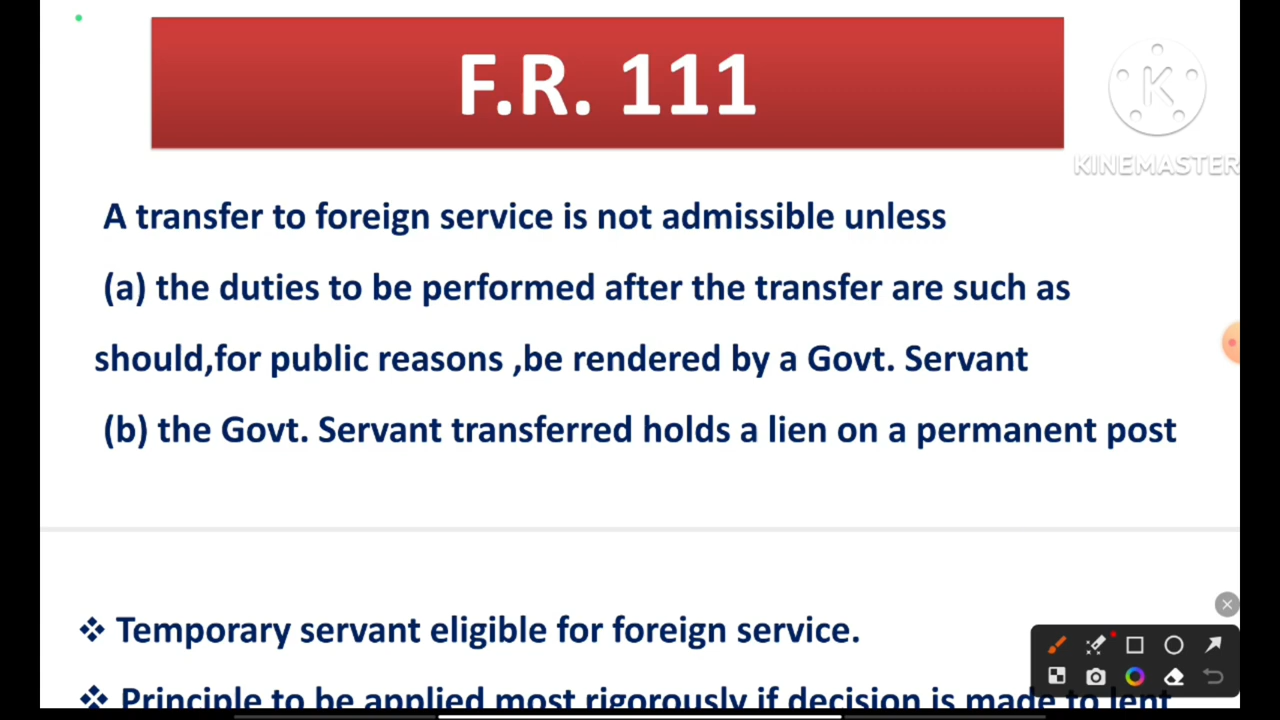 F.R. 111
KINEMASTER
A transfer to foreign service is not admissible unless
(a) the duties to be performed after the transfer are such as
should,for public reasons ,be rendered by a Govt. Servant
(b) the Govt. Servant transferred holds a lien on a permanent post
❖ Temporary servant eligible for foreign service.
❖ Principle to be applied most rigorously if decision is made to lent